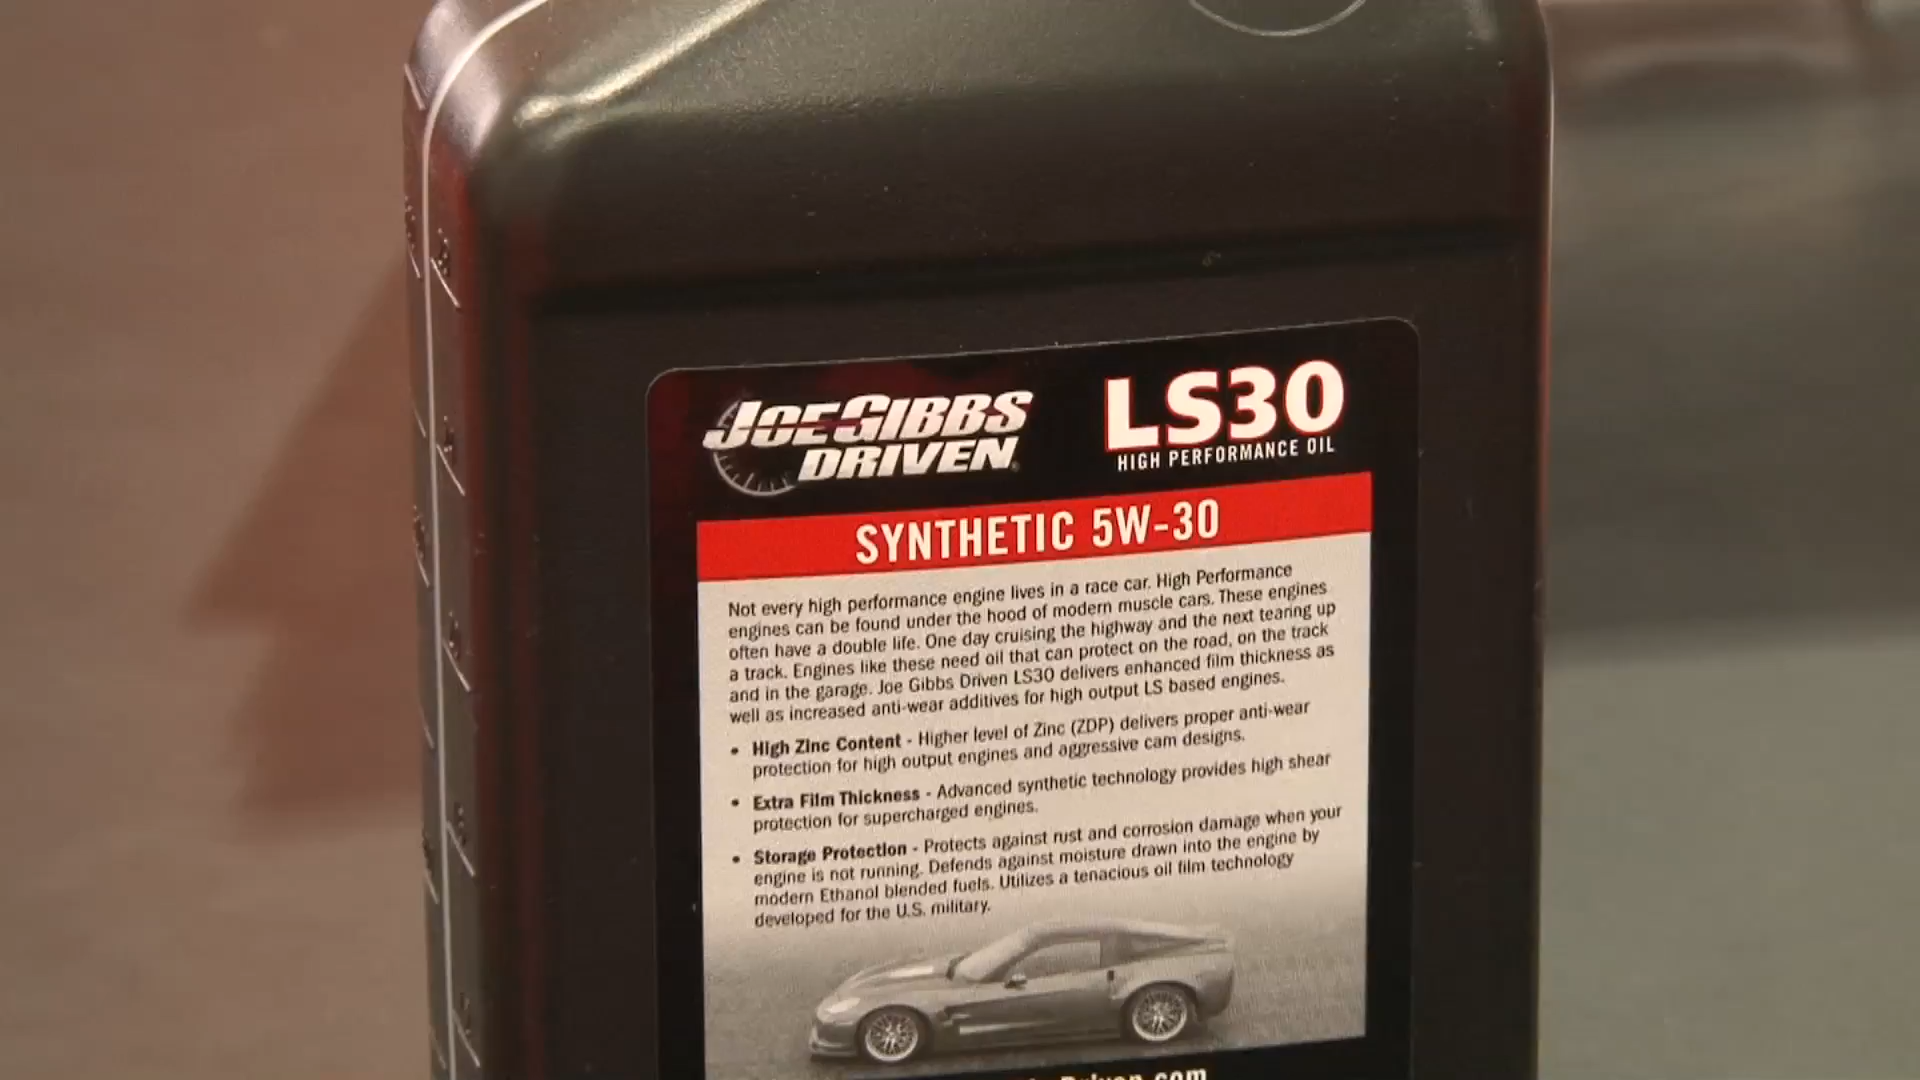 JOE GIBBS
DRIVEN
LS30
HIGH PERFORMANCE OIL
SYNTHETIC 5W-30
Not every high performance engine lives in a race car. High Performance
engines can be found under the hood of modern muscle cars. These engines
often have a double life. One day cruising the highway and the next tearing up
a track. Engines like these need oil that can protect on the road, on the track
and in the garage. Joe Gibbs Driven LS30 delivers enhanced film thickness as
well as increased anti-wear additives for high output LS based engines.
• High Zinc Content - Higher level of Zinc (ZDP) delivers proper anti-wear
protection for high output engines and aggressive cam designs.
• Extra Film Thickness - Advanced synthetic technology provides high shear
protection for supercharged engines.
• Storage Protection - Protects against rust and corrosion damage when your
engine is not running. Defends against moisture drawn into the engine by
modern Ethanol blended fuels. Utilizes a tenacious oil film technology
developed for the U.S. military.
Driven.com